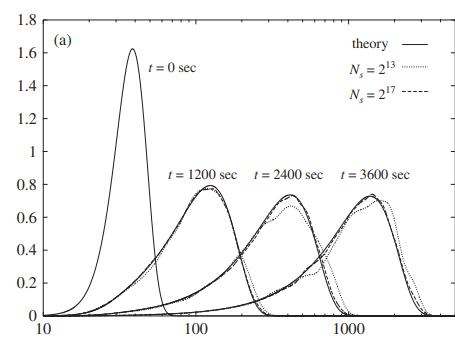 1.8
(a)
theory
1.6
t = 0 sec
N_s = 2^13
1.4
N_s = 2^17
1.2
1
t = 1200 sec t = 2400 sec t = 3600 sec
0.8
0.6
0.4
0.2
0
10 100 1000